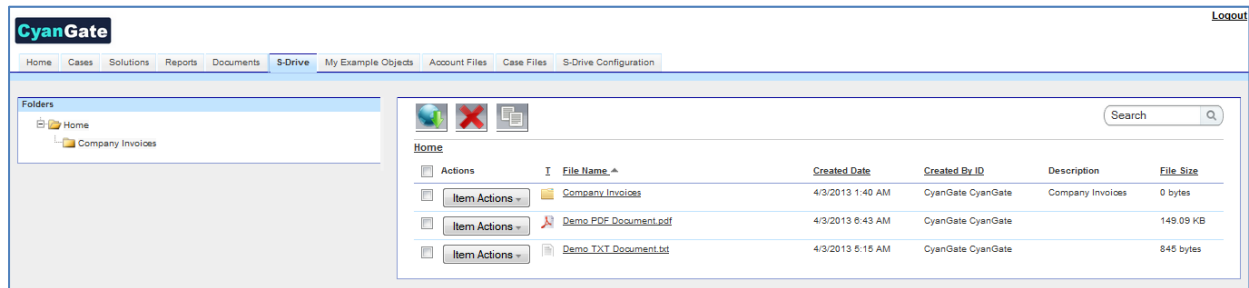 Logout
CyanGate
Home Cases Solutions Reports Documents S-Drive My Example Objects Account Files Case Files S-Drive Configuration
Folders
Home
Company Invoices
Search
Home
Actions T File Name Created Date Created By ID Description File Size
Item Actions Company Invoices 4/3/2013 1:40 AM CyanGate CyanGate Company Invoices 0 bytes
Item Actions Demo PDF Document.pdf 4/3/2013 6:43 AM CyanGate CyanGate 149.09 KB
Item Actions Demo TXT Document.txt 4/3/2013 5:15 AM CyanGate CyanGate 845 bytes